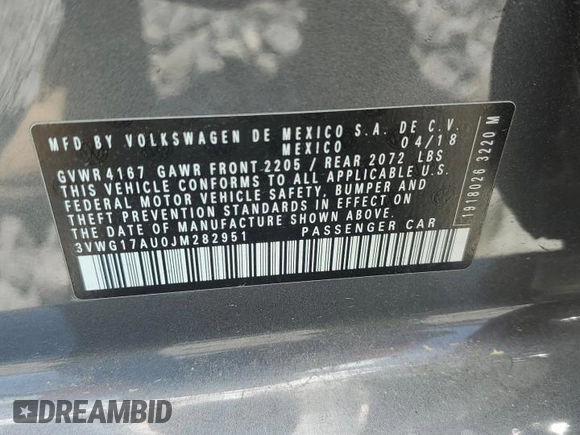 MFD BY VOLKSWAGEN DE MEXICO S.A. DE C.V.
MEXICO 04/18
GVWR 4167 GAWR FRONT 2205 / REAR 2072 LBS
THIS VEHICLE CONFORMS TO ALL APPLICABLE U.S.
FEDERAL MOTOR VEHICLE SAFETY, BUMPER AND
THEFT PREVENTION STANDARDS IN EFFECT ON
THE DATE OF MANUFACTURE SHOWN ABOVE.
3VWG17AU0JM282951 PASSENGER CAR
1918026 3220 M
DREAMBID